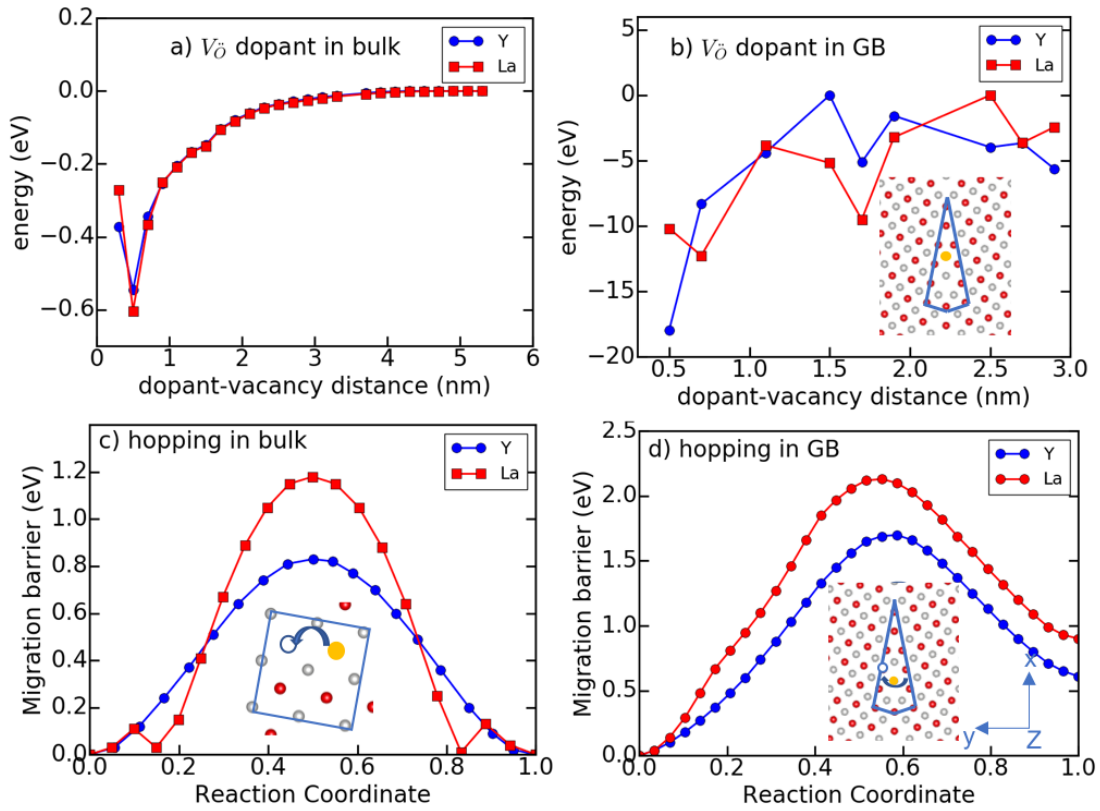 a) V_Ö dopant in bulk
Y
La
energy (eV)
0.2
0.0
−0.2
−0.4
−0.6
0
1
2
3
4
5
6
dopant-vacancy distance (nm)
b) V_Ö dopant in GB
Y
La
energy (eV)
5
0
−5
−10
−15
−20
0.5
1.0
1.5
2.0
2.5
3.0
dopant-vacancy distance (nm)
c) hopping in bulk
Y
La
Migration barrier (eV)
1.2
1.0
0.8
0.6
0.4
0.2
0.0
0.0
0.2
0.4
0.6
0.8
1.0
Reaction Coordinate
d) hopping in GB
Y
La
Migration barrier (eV)
2.5
2.0
1.5
1.0
0.5
0.0
0.0
0.2
0.4
0.6
0.8
1.0
x
y
Z
Reaction Coordinate